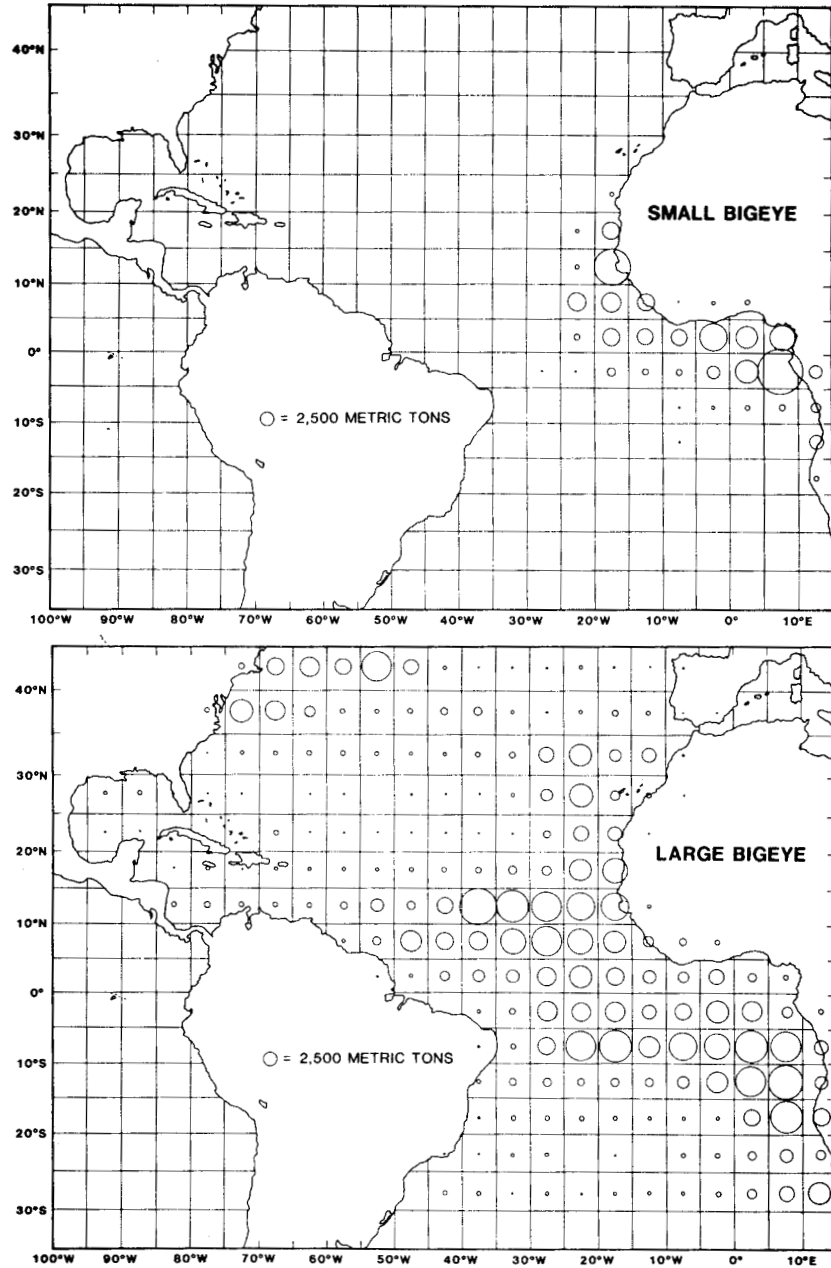 40°N
30°N
20°N
10°N
0°
10°S
20°S
30°S
SMALL BIGEYE
= 2,500 METRIC TONS
100°W 90°W 80°W 70°W 60°W 50°W 40°W 30°W 20°W 10°W 0° 10°E
40°N
30°N
20°N
10°N
0°
10°S
20°S
30°S
LARGE BIGEYE
= 2,500 METRIC TONS
100°W 90°W 80°W 70°W 60°W 50°W 40°W 30°W 20°W 10°W 0° 10°E